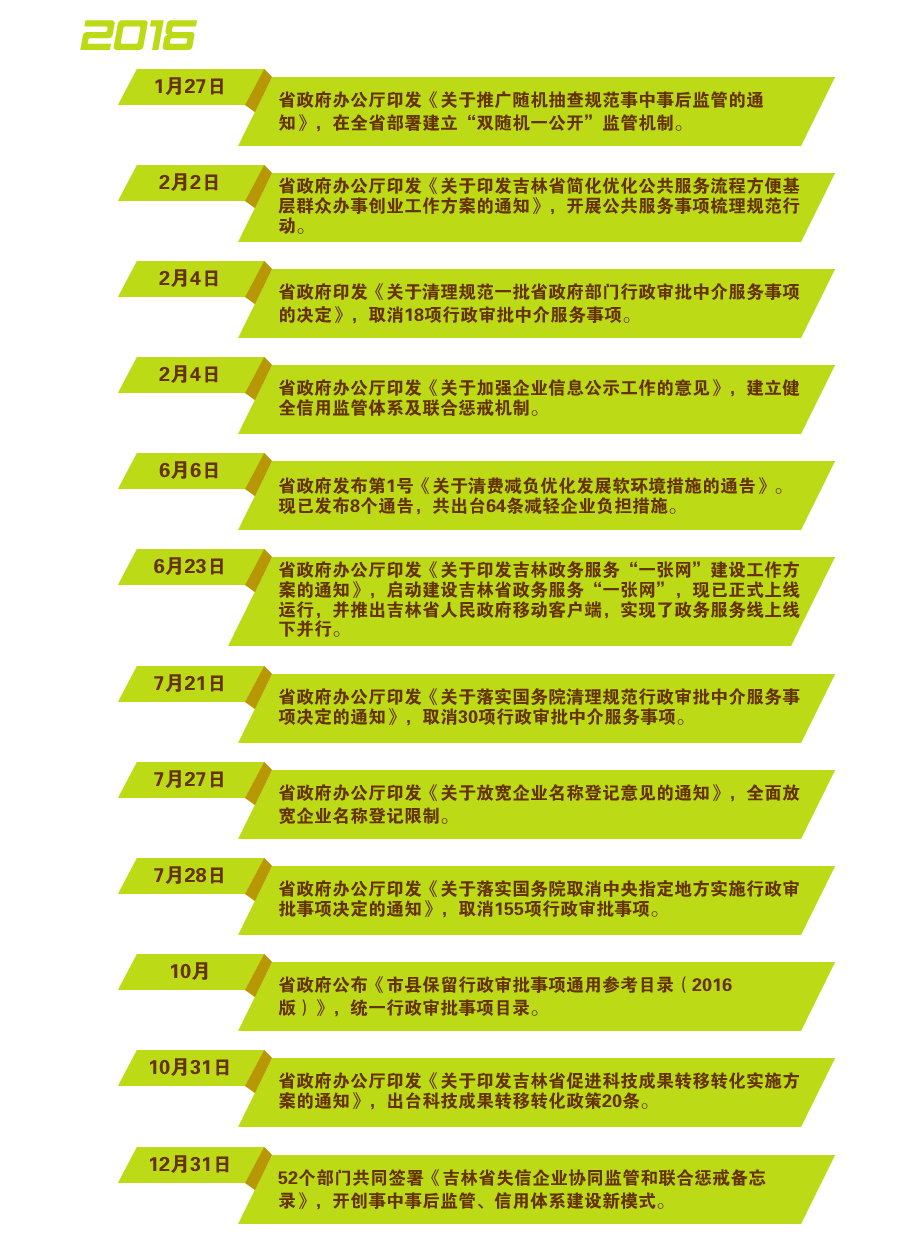 2016
1月27日
省政府办公厅印发《关于推广随机抽查规范事中事后监管的通
知》，在全省部署建立“双随机一公开”监管机制。
2月2日
省政府办公厅印发《关于印发吉林省简化优化公共服务流程方便基
层群众办事创业工作方案的通知》，开展公共服务事项梳理规范行
动。
2月4日
省政府印发《关于清理规范一批省政府部门行政审批中介服务事项
的决定》，取消18项行政审批中介服务事项。
2月4日
省政府办公厅印发《关于加强企业信息公示工作的意见》，建立健
全信用监管体系及联合惩戒机制。
6月6日
省政府发布第1号《关于清费减负优化发展软环境措施的通告》。
现已发布8个通告，共出台64条减轻企业负担措施。
6月23日
省政府办公厅印发《关于印发吉林政务服务“一张网”建设工作方
案的通知》，启动建设吉林省政务服务“一张网”，现已正式上线
运行，并推出吉林省人民政府移动客户端，实现了政务服务线上线
下并行。
7月21日
省政府办公厅印发《关于落实国务院清理规范行政审批中介服务事
项决定的通知》，取消30项行政审批中介服务事项。
7月27日
省政府办公厅印发《关于放宽企业名称登记意见的通知》，全面放
宽企业名称登记限制。
7月28日
省政府办公厅印发《关于落实国务院取消中央指定地方实施行政审
批事项决定的通知》，取消155项行政审批事项。
10月
省政府公布《市县保留行政审批事项通用参考目录（2016
版）》，统一行政审批事项目录。
10月31日
省政府办公厅印发《关于印发吉林省促进科技成果转移转化实施方
案的通知》，出台科技成果转移转化政策20条。
12月31日
52个部门共同签署《吉林省失信企业协同监管和联合惩戒备忘
录》，开创事中事后监管、信用体系建设新模式。